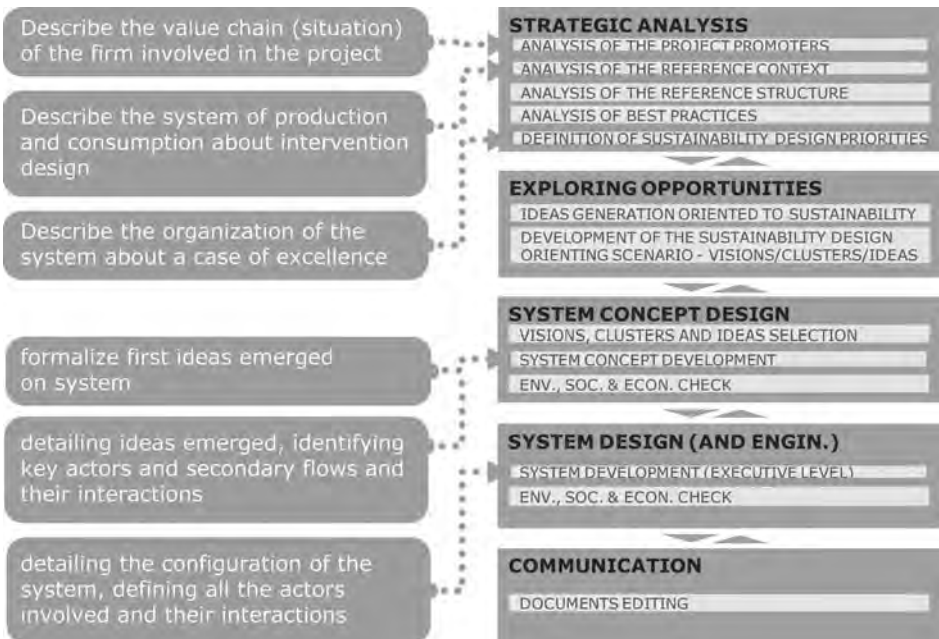 Describe the value chain (situation)
of the firm involved in the project
Describe the system of production
and consumption about intervention
design
Describe the organization of the
system about a case of excellence
formalize first ideas emerged
on system
detailing ideas emerged, identifying
key actors and secondary flows and
their interactions
detailing the configuration of the
system, defining all the actors
involved and their interactions
STRATEGIC ANALYSIS
ANALYSIS OF THE PROJECT PROMOTERS
ANALYSIS OF THE REFERENCE CONTEXT
ANALYSIS OF THE REFERENCE STRUCTURE
ANALYSIS OF BEST PRACTICES
DEFINITION OF SUSTAINABILITY DESIGN PRIORITIES
EXPLORING OPPORTUNITIES
IDEAS GENERATION ORIENTED TO SUSTAINABILITY
DEVELOPMENT OF THE SUSTAINABILITY DESIGN
ORIENTING SCENARIO - VISIONS/CLUSTERS/IDEAS
SYSTEM CONCEPT DESIGN
VISIONS, CLUSTERS AND IDEAS SELECTION
SYSTEM CONCEPT DEVELOPMENT
ENV., SOC. & ECON. CHECK
SYSTEM DESIGN (AND ENGIN.)
SYSTEM DEVELOPMENT (EXECUTIVE LEVEL)
ENV., SOC. & ECON. CHECK
COMMUNICATION
DOCUMENTS EDITING